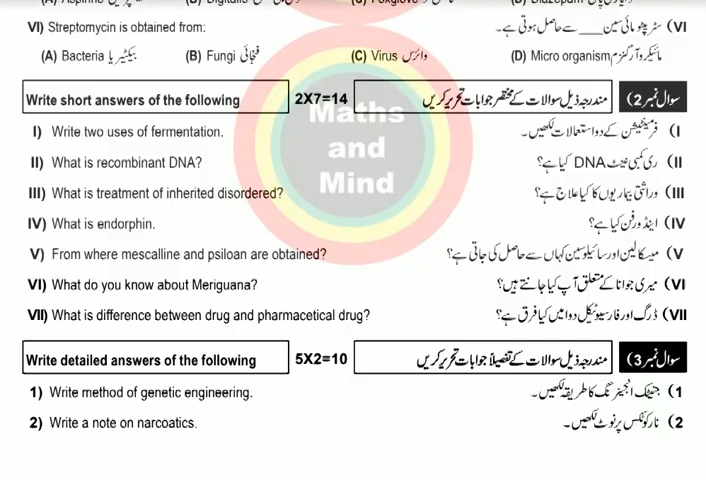 VI) Streptomycin is obtained from: سٹرپٹو مائی سین ___ سے حاصل ہوتی ہے۔ (VI
(A) Bacteria بیکٹیریا (B) Fungi فنجائی (C) Virus وائرس (D) Micro organism مائیکرو آرگنزم
Write short answers of the following 2X7=14 مندرجہ ذیل سوالات کے مختصر جوابات تحریر کریں سوال نمبر 2)
Maths and Mind
I) Write two uses of fermentation. فرمینٹیشن کے دو استعمالات لکھیں۔ (I
II) What is recombinant DNA? ری کمبی نینٹ DNA کیا ہے؟ (II
III) What is treatment of inherited disordered? وراثتی بیماریوں کا کیا علاج ہے؟ (III
IV) What is endorphin. اینڈورفن کیا ہے؟ (IV
V) From where mescalline and psiloan are obtained? میسکالین اور سائیلوسین کہاں سے حاصل کی جاتی ہے؟ (V
VI) What do you know about Meriguana? میری جوانا کے متعلق آپ کیا جانتے ہیں؟ (VI
VII) What is difference between drug and pharmacetical drug? ڈرگ اور فارسیوٹیکل دوا میں کیا فرق ہے؟ (VII
Write detailed answers of the following 5X2=10 مندرجہ ذیل سوالات کے تفصیلاً جوابات تحریر کریں سوال نمبر 3)
1) Write method of genetic engineering. جنیٹک انجینئرنگ کا طریقہ لکھیں۔ (1
2) Write a note on narcoatics. نارکوٹکس پر نوٹ لکھیں۔ (2